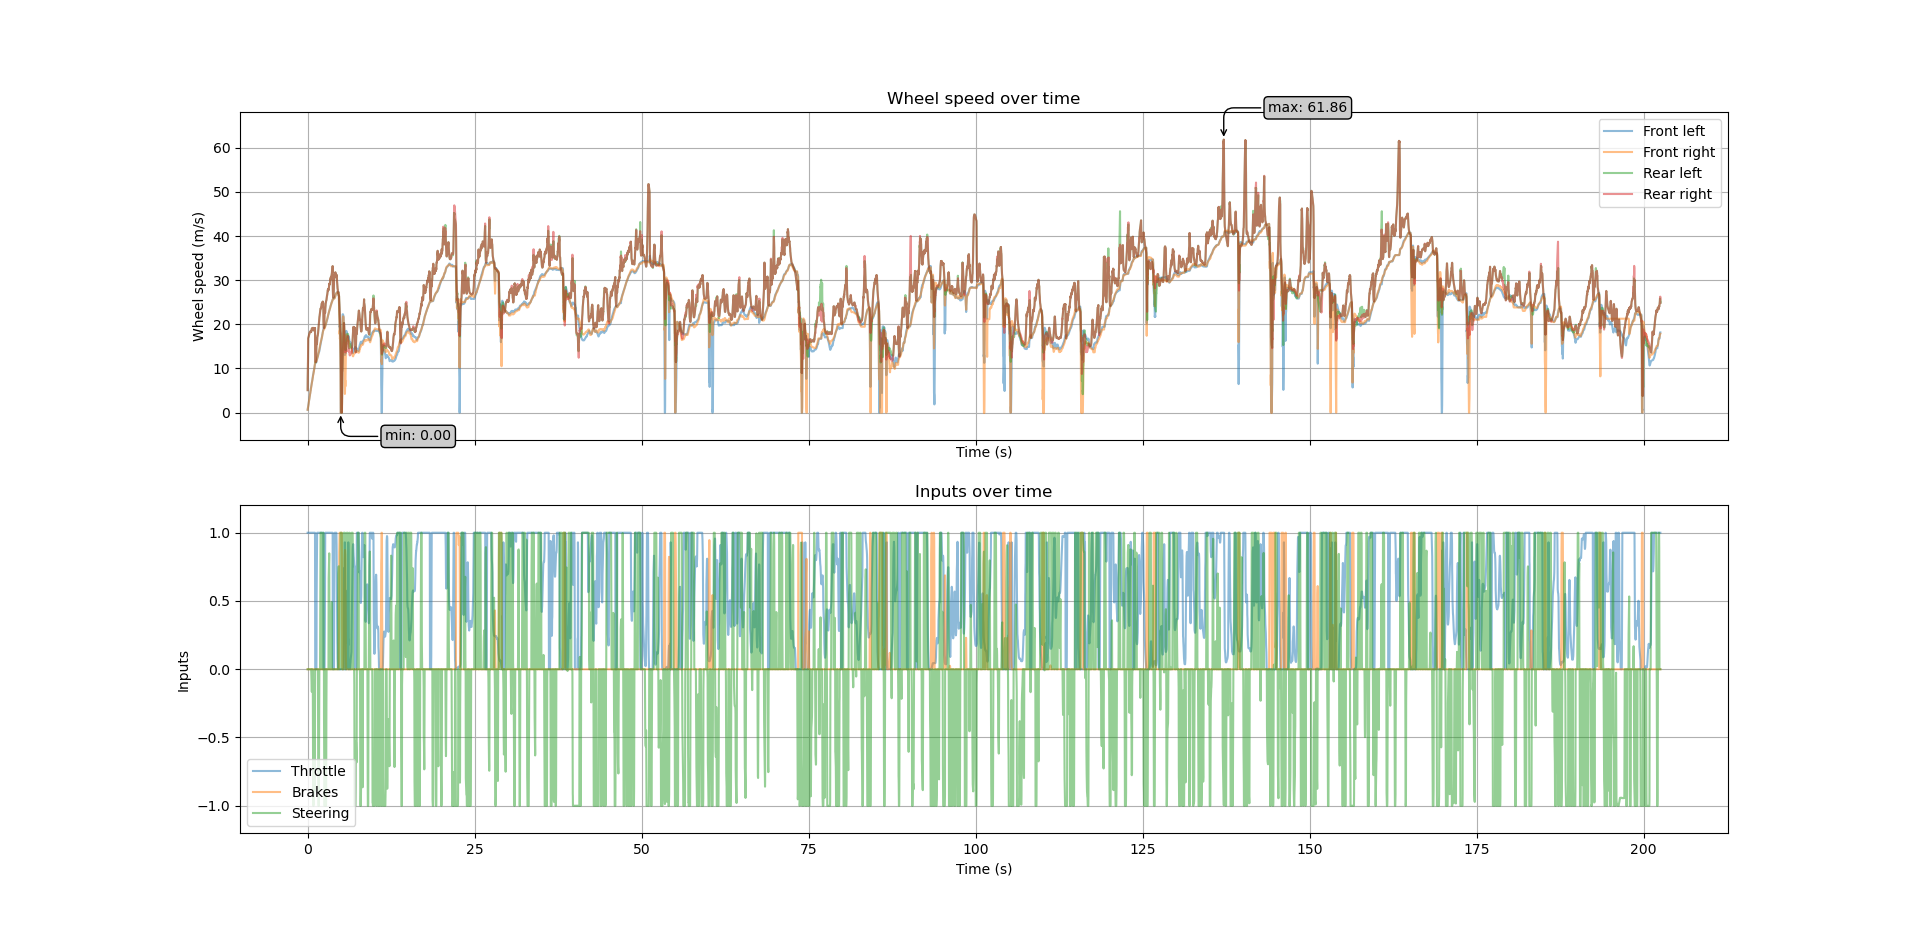 Wheel speed over time
max: 61.86
60
50
40
30
20
10
0
Wheel speed (m/s)
Front left
Front right
Rear left
Rear right
min: 0.00
Time (s)
Inputs over time
1.0
0.5
0.0
−0.5
−1.0
Inputs
Throttle
Brakes
Steering
0 25 50 75 100 125 150 175 200
Time (s)